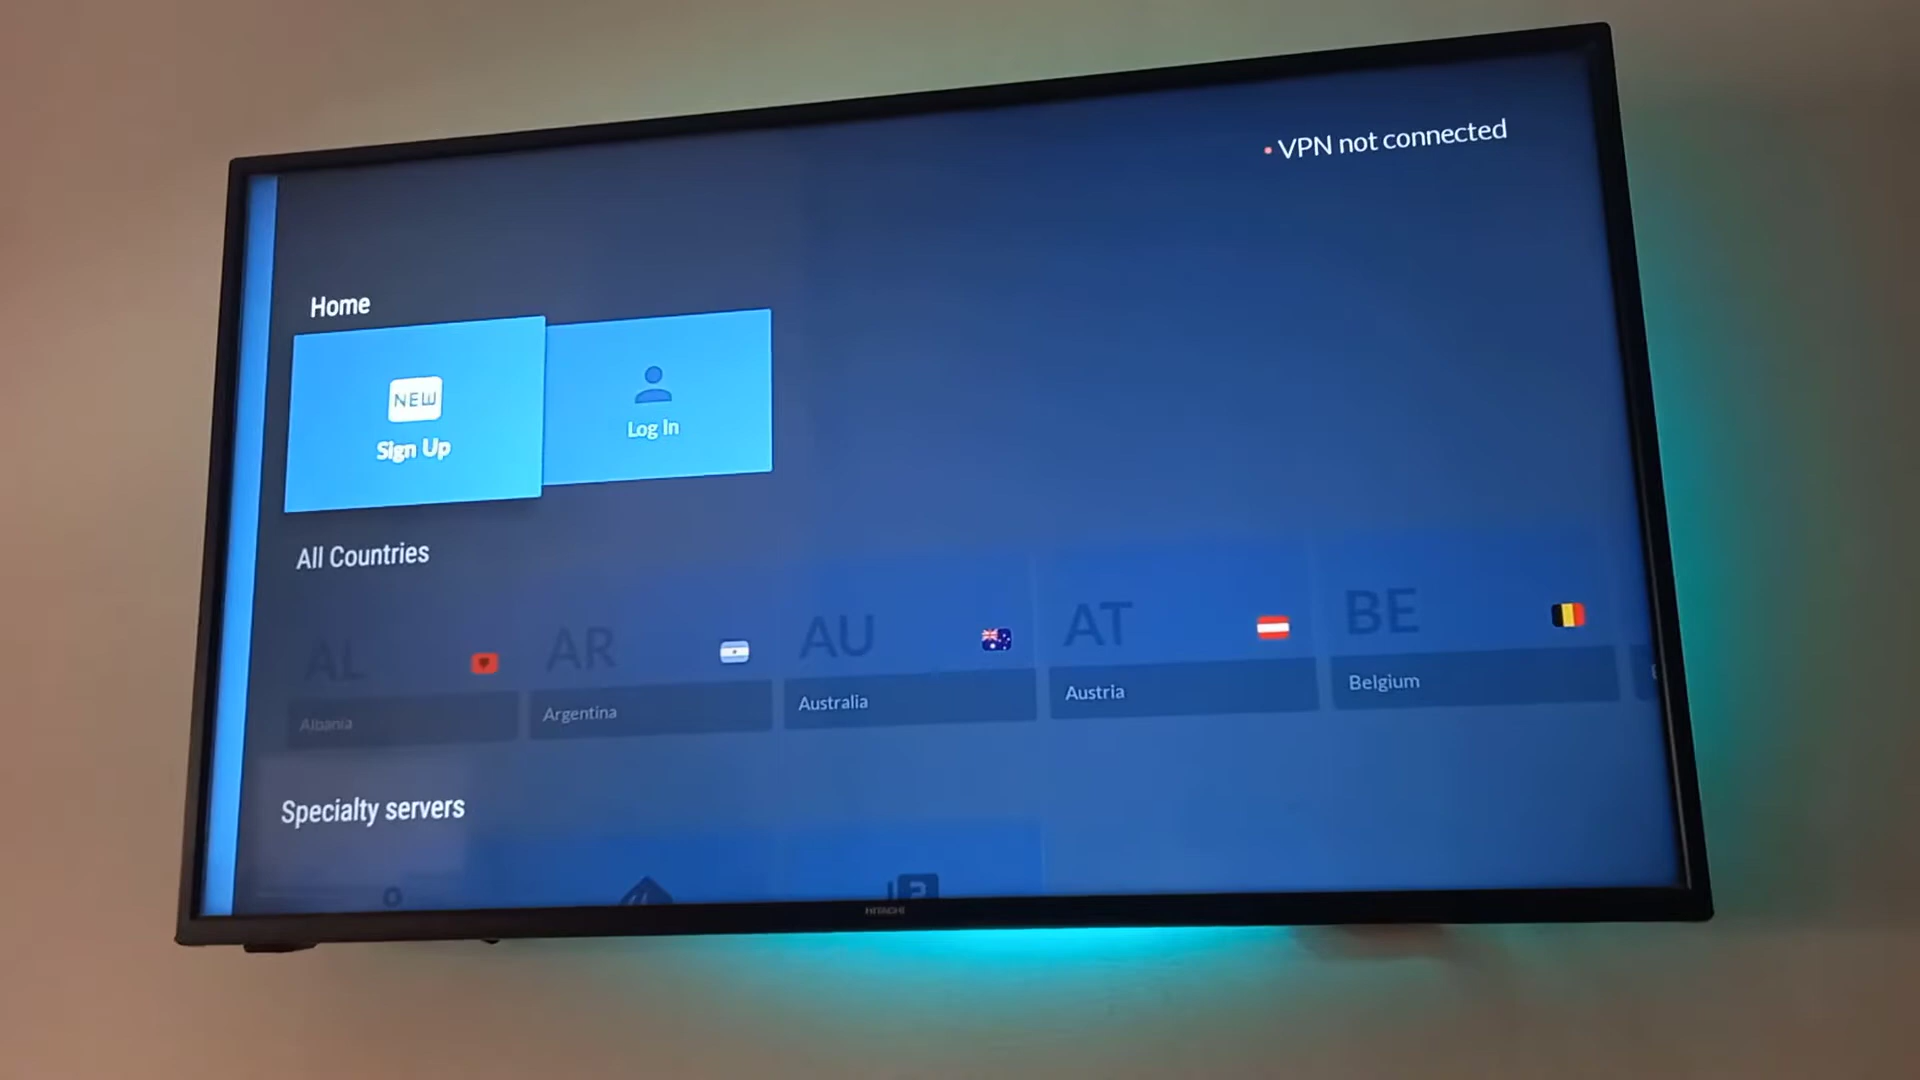 VPN not connected
Home
NEW
Sign Up
Log In
All Countries
AL
AR
AU
AT
BE
Albania
Argentina
Australia
Austria
Belgium
Specialty servers
HITACHI